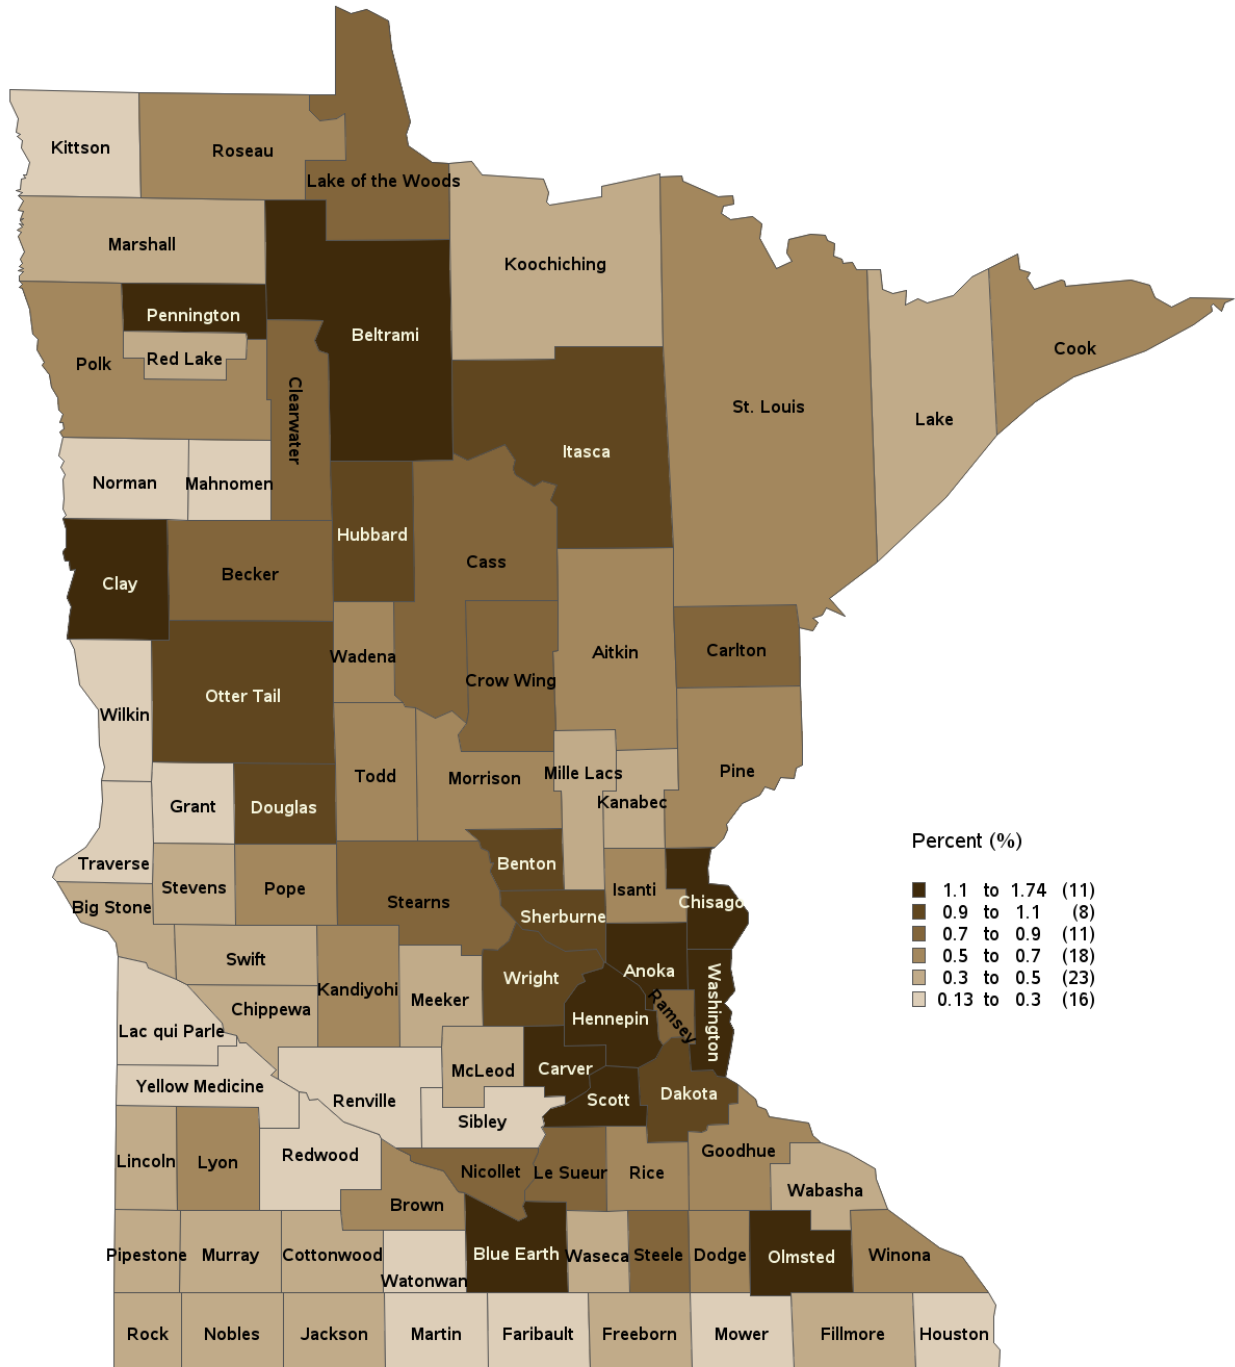 Kittson
Roseau
Lake of the Woods
Marshall
Koochiching
Pennington
Beltrami
Red Lake
Polk
Cook
St. Louis
Clearwater
Lake
Itasca
Norman
Mahnomen
Hubbard
Cass
Becker
Clay
Wadena
Aitkin
Carlton
Crow Wing
Otter Tail
Wilkin
Todd
Morrison
Mille Lacs
Pine
Kanabec
Grant
Douglas
Traverse
Benton
Stevens
Pope
Isanti
Stearns
Chisago
Big Stone
Sherburne
Swift
Anoka
Wright
Kandiyohi
Meeker
Chippewa
Washington
Ramsey
Hennepin
Lac qui Parle
Carver
McLeod
Yellow Medicine
Renville
Scott
Dakota
Sibley
Goodhue
Redwood
Lincoln
Lyon
Nicollet
Le Sueur
Rice
Wabasha
Brown
Pipestone
Murray
Cottonwood
Blue Earth
Waseca
Steele
Dodge
Olmsted
Winona
Watonwan
Rock
Nobles
Jackson
Martin
Faribault
Freeborn
Mower
Fillmore
Houston
Percent (%)
1.1 to 1.74 (11)
0.9 to 1.1 (8)
0.7 to 0.9 (11)
0.5 to 0.7 (18)
0.3 to 0.5 (23)
0.13 to 0.3 (16)